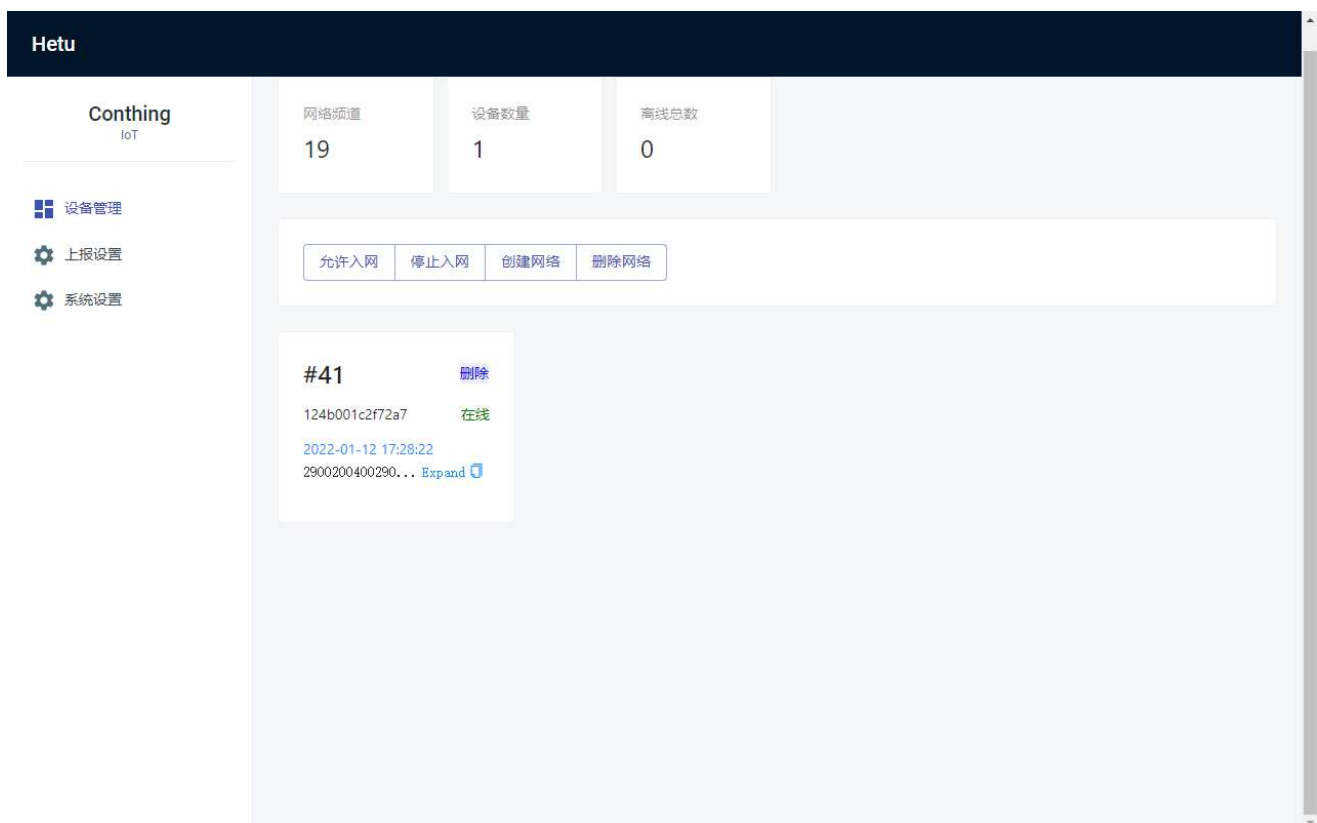 Hetu
Conthing
IoT
设备管理
上报设置
系统设置
网络频道
19
设备数量
1
离线总数
0
允许入网
停止入网
创建网络
删除网络
#41
删除
124b001c2f72a7
在线
2022-01-12 17:28:22
2900200400290... Expand